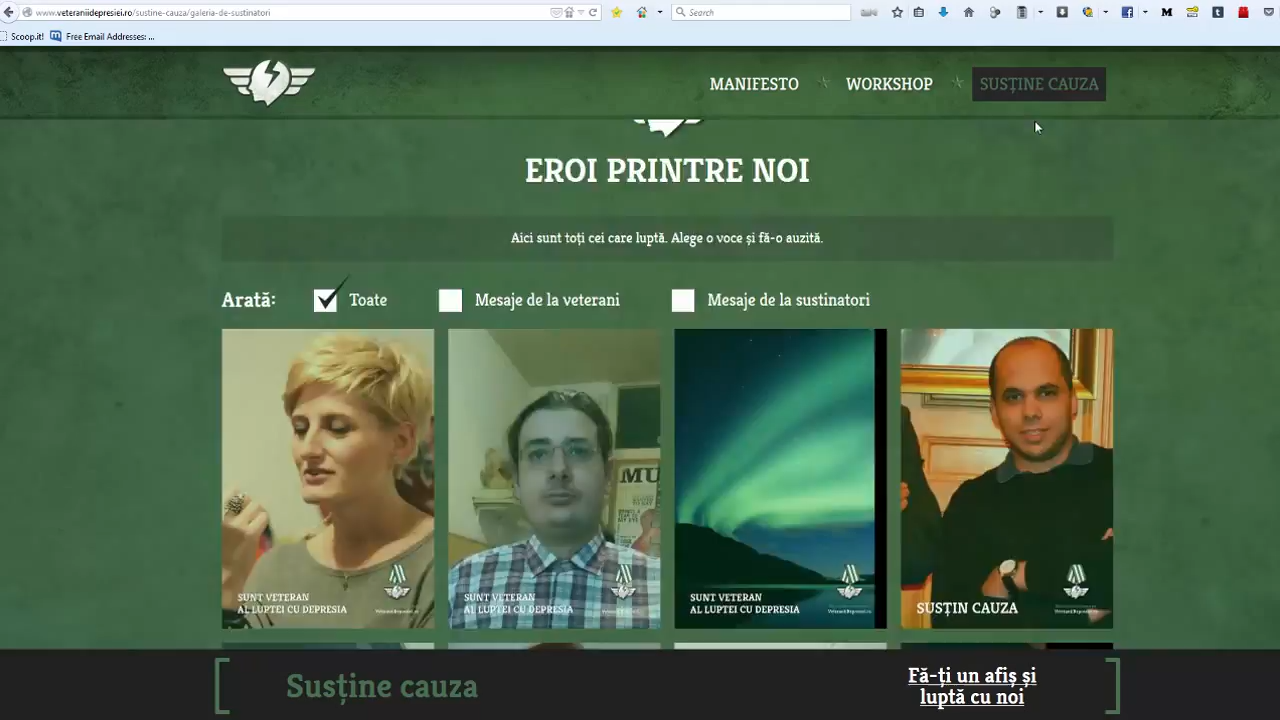 www.veteraniidepresiei.ro/sustine-cauza/galeria-de-sustinatori
Search
Scoop.it!
Free Email Addresses: ...
MANIFESTO
WORKSHOP
SUSȚINE CAUZA
EROI PRINTRE NOI
Aici sunt toți cei care luptă. Alege o voce și fă-o auzită.
Arată:
Toate
Mesaje de la veterani
Mesaje de la sustinatori
MU
SUNT VETERAN
AL LUPTEI CU DEPRESIA
SUNT VETERAN
AL LUPTEI CU DEPRESIA
SUNT VETERAN
AL LUPTEI CU DEPRESIA
SUSȚIN CAUZA
Susține cauza
Fă-ți un afiș și
luptă cu noi